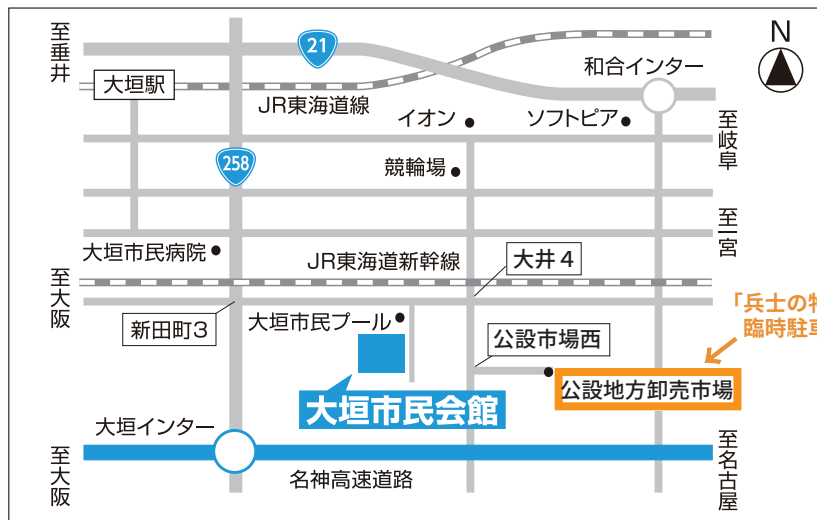 至垂井
21
N
和合インター
大垣駅
JR東海道線
イオン
ソフトピア
至岐阜
258
競輪場
至一宮
大垣市民病院
JR東海道新幹線
大井4
至大阪
新田町3
大垣市民プール
公設市場西
「兵士の
臨時駐車
公設地方卸売市場
大垣市民会館
大垣インター
至大阪
名神高速道路
至名古屋